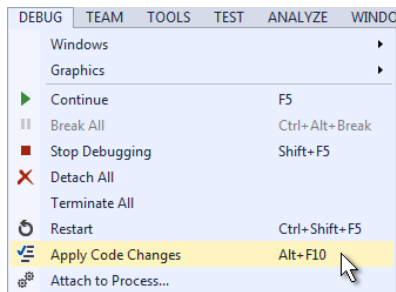 DEBUG TEAM TOOLS TEST ANALYZE
Windows
Graphics
Continue F5
Break All Ctrl+Alt+Break
Stop Debugging Shift+F5
Detach All
Terminate All
Restart Ctrl+Shift+F5
Apply Code Changes Alt+F10
Attach to Process...